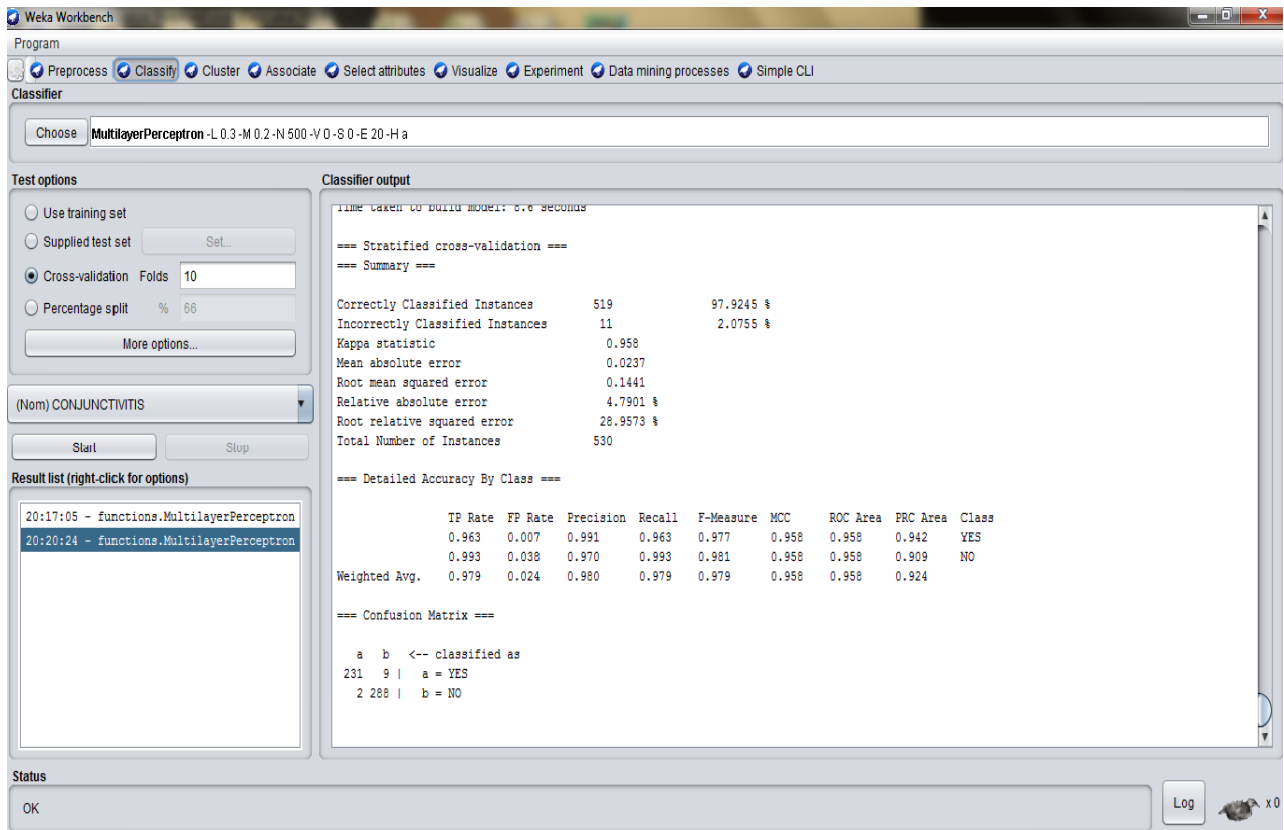 Weka Workbench
Program
Preprocess Classify Cluster Associate Select attributes Visualize Experiment Data mining processes Simple CLI
Classifier
Choose MultilayerPerceptron -L 0.3 -M 0.2 -N 500 -V 0 -S 0 -E 20 -H a
Test options
Use training set
Supplied test set Set...
Cross-validation Folds 10
Percentage split % 66
More options...
(Nom) CONJUNCTIVITIS
Start Stop
Result list (right-click for options)
20:17:05 - functions.MultilayerPerceptron
20:20:24 - functions.MultilayerPerceptron
Classifier output
Time taken to build model: 8.6 seconds
=== Stratified cross-validation ===
=== Summary ===
Correctly Classified Instances 519 97.9245 %
Incorrectly Classified Instances 11 2.0755 %
Kappa statistic 0.958
Mean absolute error 0.0237
Root mean squared error 0.1441
Relative absolute error 4.7901 %
Root relative squared error 28.9573 %
Total Number of Instances 530
=== Detailed Accuracy By Class ===
TP Rate FP Rate Precision Recall F-Measure MCC ROC Area PRC Area Class
0.963 0.007 0.991 0.963 0.977 0.958 0.958 0.942 YES
0.993 0.038 0.970 0.993 0.981 0.958 0.958 0.909 NO
Weighted Avg. 0.979 0.024 0.980 0.979 0.979 0.958 0.958 0.924
=== Confusion Matrix ===
a b <-- classified as
231 9 | a = YES
2 288 | b = NO
Status
OK
Log
x 0